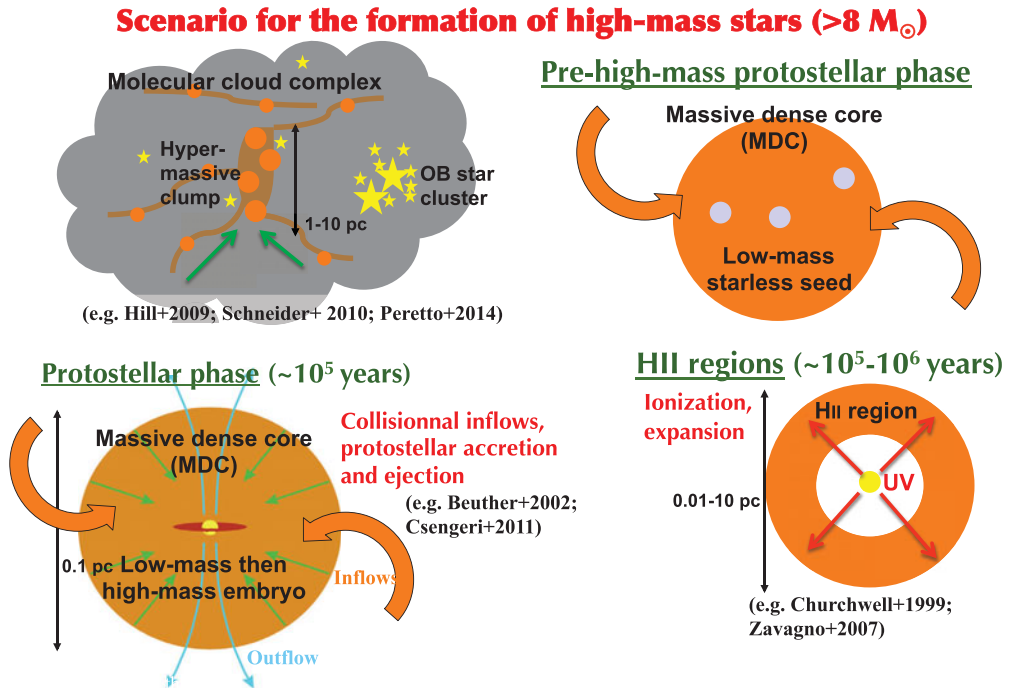 Scenario for the formation of high-mass stars (>8 M☉)
Molecular cloud complex
Hyper-
massive
clump
OB star
cluster
1-10 pc
(e.g. Hill+2009; Schneider+ 2010; Peretto+2014)
Pre-high-mass protostellar phase
Massive dense core
(MDC)
Low-mass
starless seed
Protostellar phase (~10⁵ years)
Massive dense core
(MDC)
0.1 pc
Low-mass then
high-mass embryo
Inflows
Outflow
Collisionnal inflows,
protostellar accretion
and ejection
(e.g. Beuther+2002;
Csengeri+2011)
HII regions (~10⁵-10⁶ years)
Ionization,
expansion
HII region
UV
0.01-10 pc
(e.g. Churchwell+1999;
Zavagno+2007)